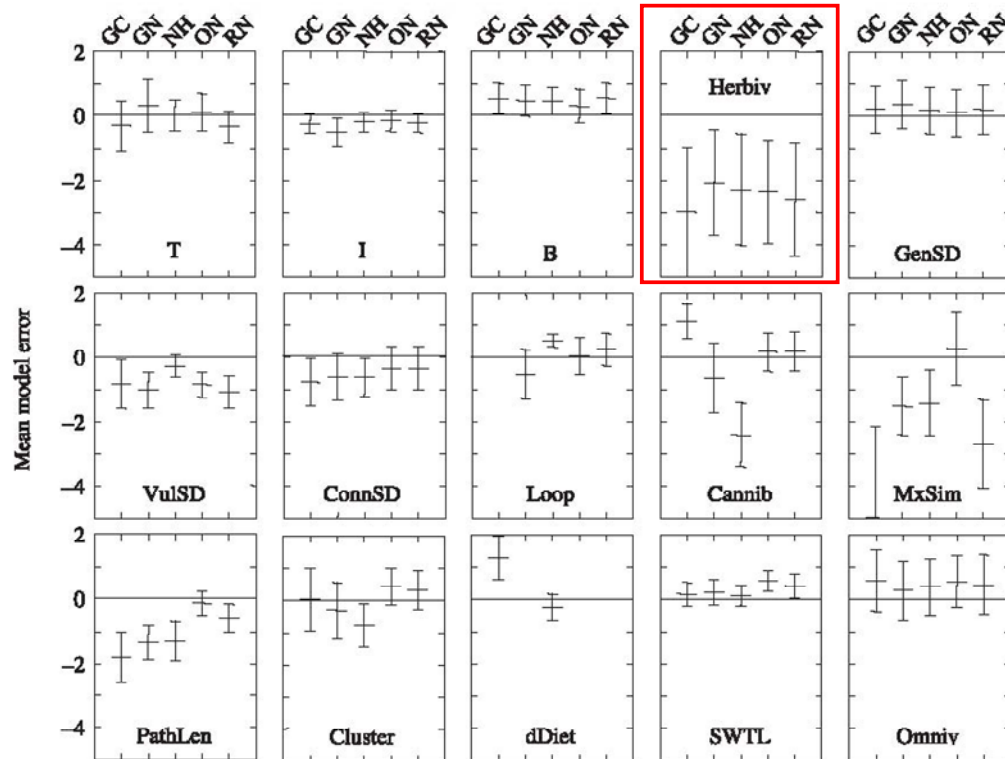 GC GN NH ON RN GC GN NH ON RN GC GN NH ON RN GC GN NH ON RN GC GN NH ON RN
2
0
−2
−4
T I B Herbiv GenSD
Mean model error
2
0
−2
−4
VulSD ConnSD Loop Cannib MxSim
2
0
−2
−4
PathLen Cluster dDiet SWTL Omniv